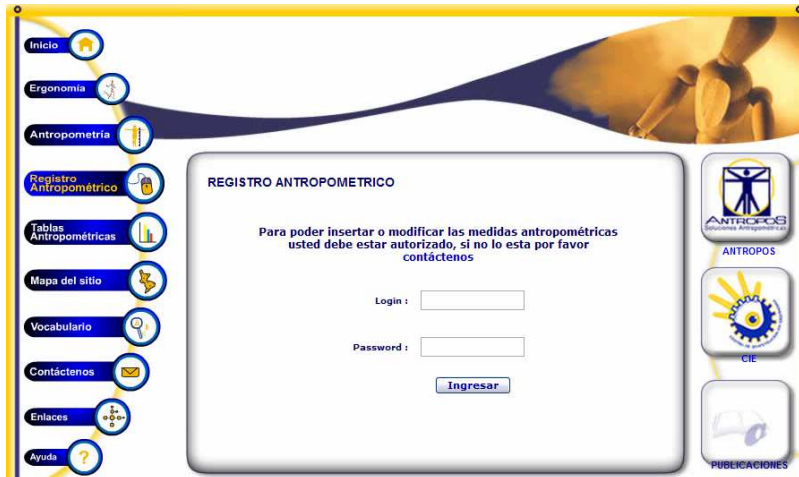 Inicio
Ergonomía
Antropometría
Registro
Antropométrico
Tablas
Antropométricas
Mapa del sitio
Vocabulario
Contáctenos
Enlaces
Ayuda
REGISTRO ANTROPOMETRICO
Para poder insertar o modificar las medidas antropométricas
usted debe estar autorizado, si no lo esta por favor
contáctenos
Login :
Password :
Ingresar
ANTROPOS
Soluciones Antropométricas
ANTROPOS
CIE
PUBLICACIONES